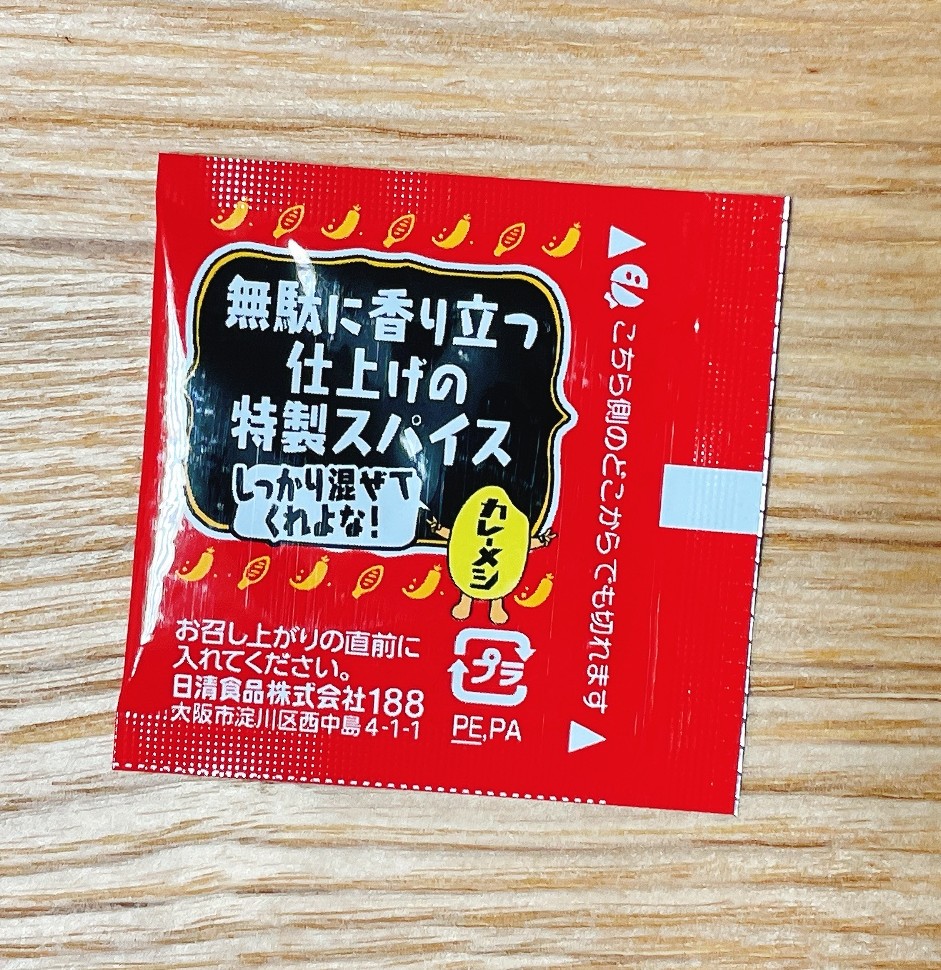 無駄に香り立つ
仕上げの
特製スパイス
しっかり混ぜて
くれよな!
カレーメシ
お召し上がりの直前に
入れてください。
日清食品株式会社188
大阪市淀川区西中島4-1-1
プラ
PE,PA
こちら側のどこからでも切れます